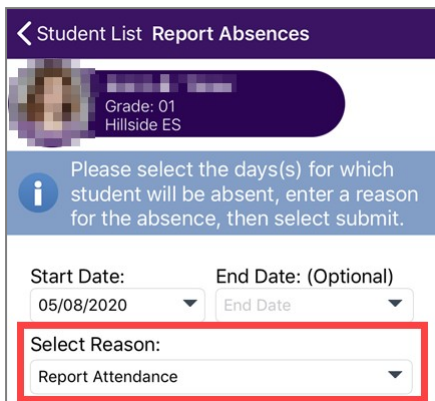 Student List Report Absences
Grade: 01
Hillside ES
Please select the days(s) for which
student will be absent, enter a reason
for the absence, then select submit.
Start Date: End Date: (Optional)
05/08/2020 End Date
Select Reason:
Report Attendance